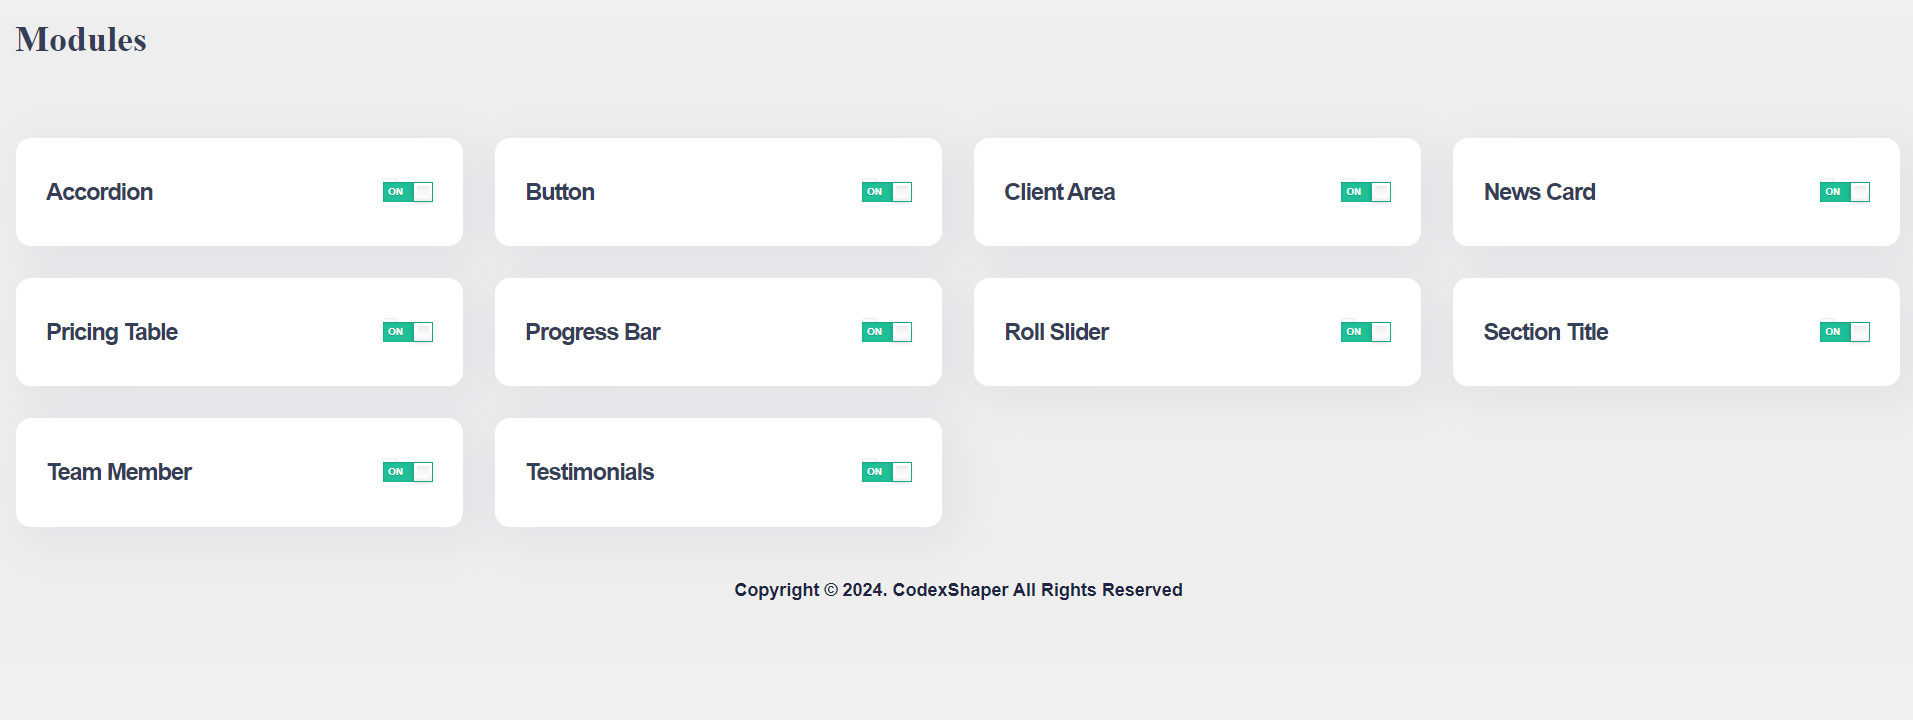 Modules
Accordion ON
Button ON
Client Area ON
News Card ON
Pricing Table ON
Progress Bar ON
Roll Slider ON
Section Title ON
Team Member ON
Testimonials ON
Copyright © 2024. CodexShaper All Rights Reserved